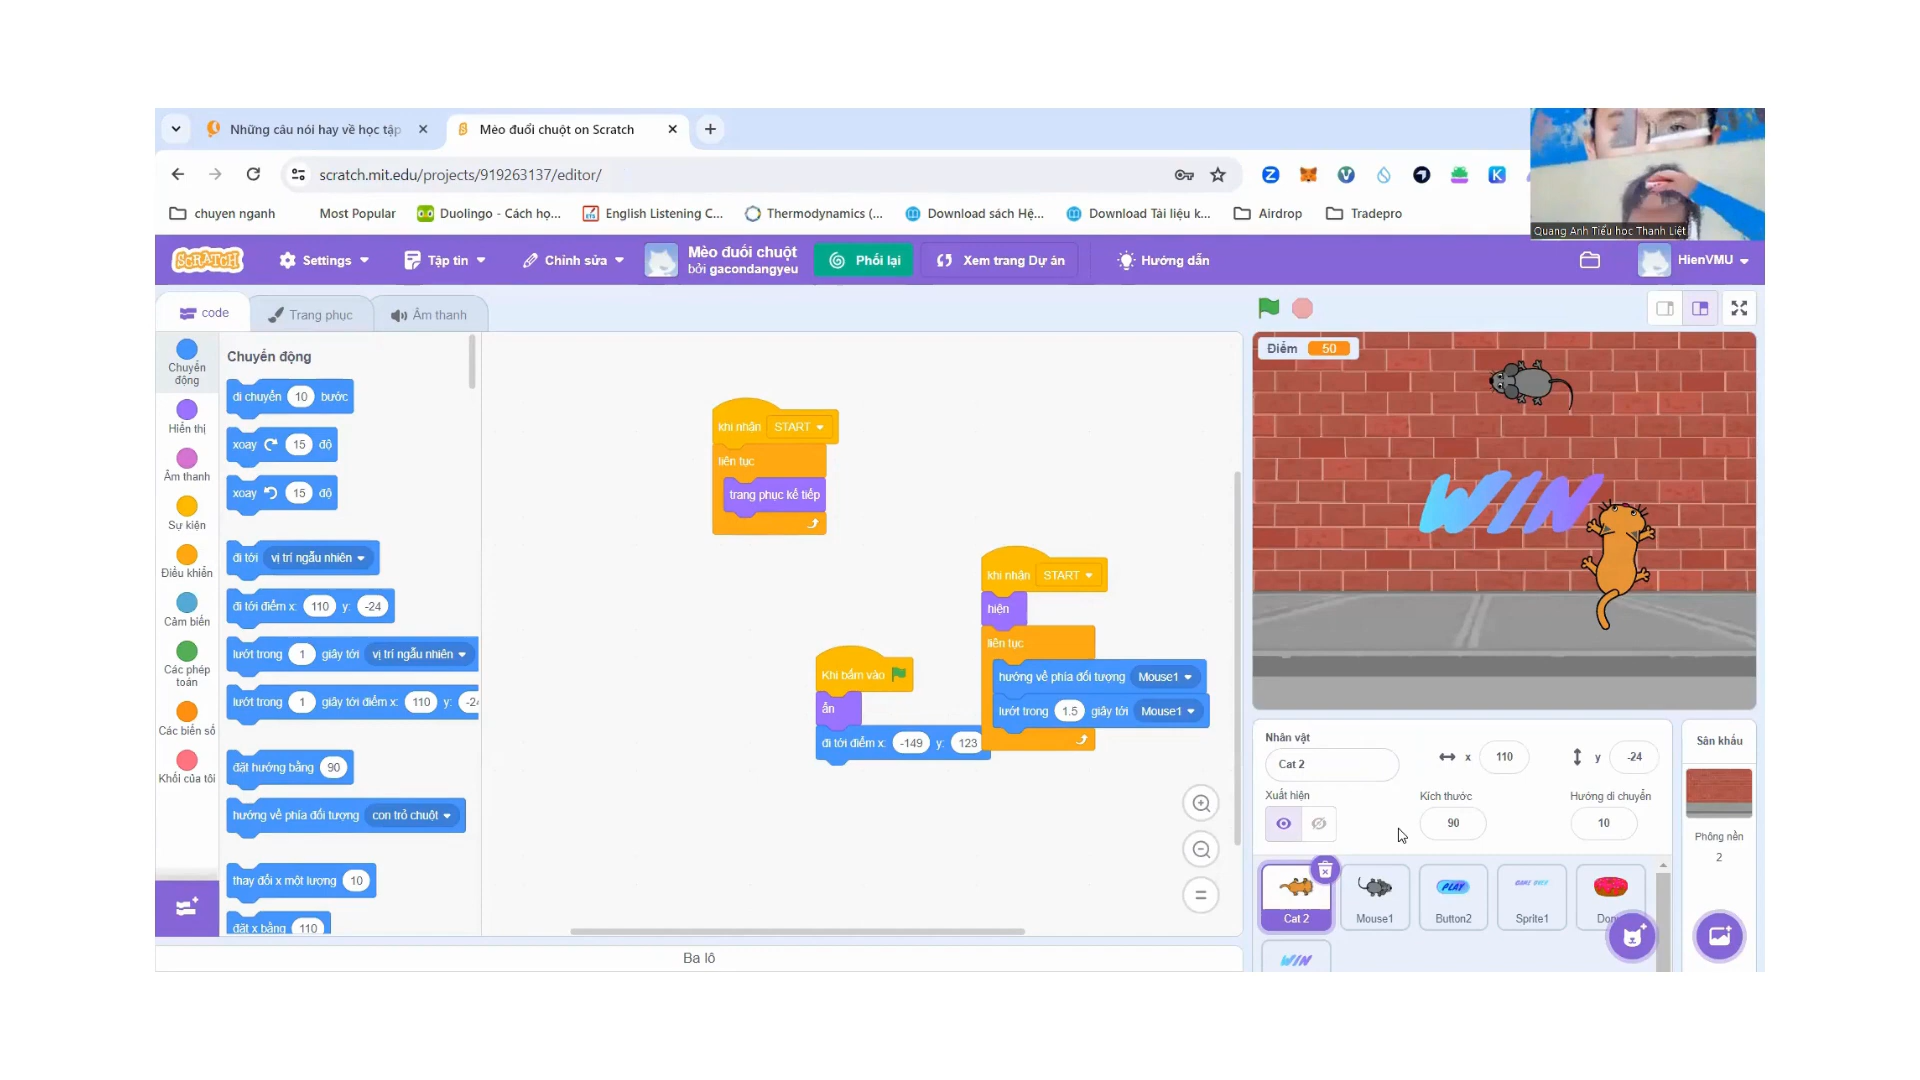 Những câu nói hay về học tập
Mèo đuổi chuột on Scratch
scratch.mit.edu/projects/919263137/editor/
chuyen nganh
Most Popular
Duolingo - Cách họ...
English Listening C...
Thermodynamics (...
Download sách Hệ...
Download Tài liệu k...
Airdrop
Tradepro
Quang Anh Tiểu học Thanh Liệt
SCRATCH
Settings
Tập tin
Chỉnh sửa
Mèo đuổi chuột
bởi gacondangyeu
Phối lại
Xem trang Dự án
Hướng dẫn
HienVMU
code
Trang phục
Âm thanh
Chuyển động
Hiển thị
Âm thanh
Sự kiện
Điều khiển
Cảm biến
Các phép toán
Các biến số
Khối của tôi
Chuyển động
di chuyển 10 bước
xoay 15 độ
xoay 15 độ
đi tới vị trí ngẫu nhiên
đi tới điểm x: 110 y: -24
lướt trong 1 giây tới vị trí ngẫu nhiên
lướt trong 1 giây tới điểm x: 110 y: -24
đặt hướng bằng 90
hướng về phía đối tượng con trỏ chuột
thay đổi x một lượng 10
đặt x bằng 110
khi nhận START
liên tục
trang phục kế tiếp
khi nhận START
hiện
liên tục
hướng về phía đối tượng Mouse1
lướt trong 1.5 giây tới Mouse1
Khi bấm vào
ẩn
đi tới điểm x: -149 y: 123
Ba lô
Điểm 50
WIN
Nhân vật
Cat 2
x 110
y -24
Xuất hiện
Kích thước
90
Hướng di chuyển
10
Cat 2
Mouse1
PLAY
Button2
GAME OVER
Sprite1
WIN
Sân khấu
Phông nền
2